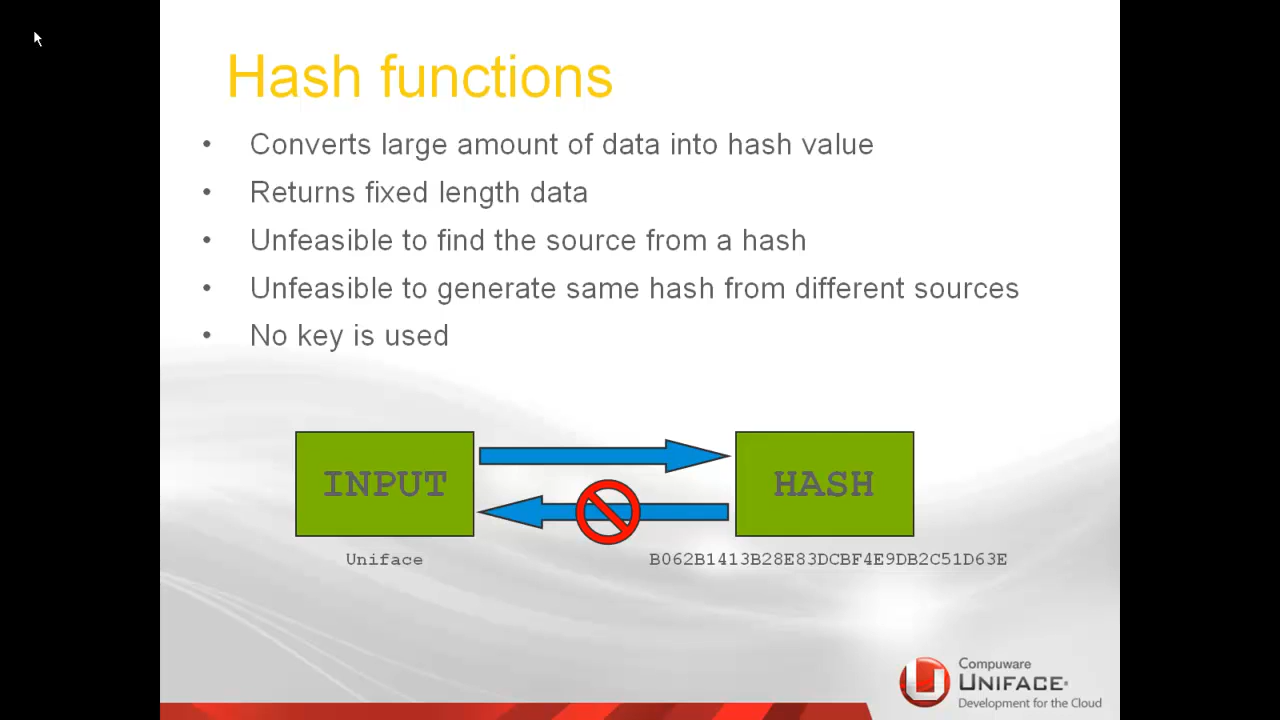 Hash functions
• Converts large amount of data into hash value
• Returns fixed length data
• Unfeasible to find the source from a hash
• Unfeasible to generate same hash from different sources
• No key is used
INPUT
HASH
Uniface
B062B1413B28E83DCBF4E9DB2C51D63E
Compuware
UNIFACE
Development for the Cloud